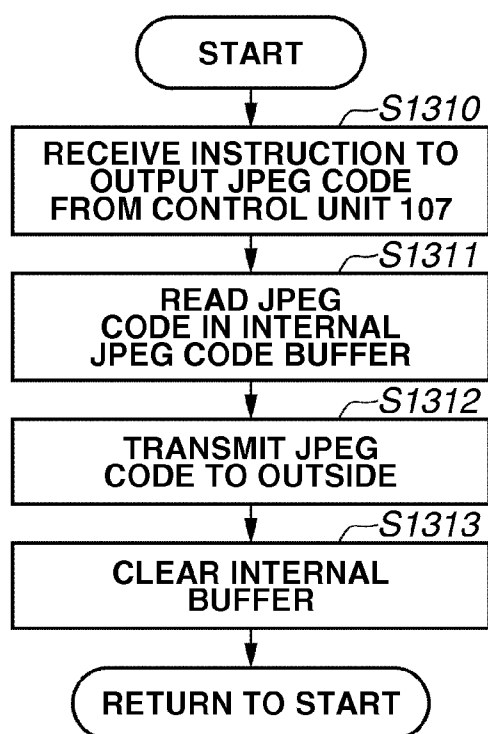 START
S1310
RECEIVE INSTRUCTION TO
OUTPUT JPEG CODE
FROM CONTROL UNIT 107
S1311
READ JPEG
CODE IN INTERNAL
JPEG CODE BUFFER
S1312
TRANSMIT JPEG
CODE TO OUTSIDE
S1313
CLEAR INTERNAL
BUFFER
RETURN TO START